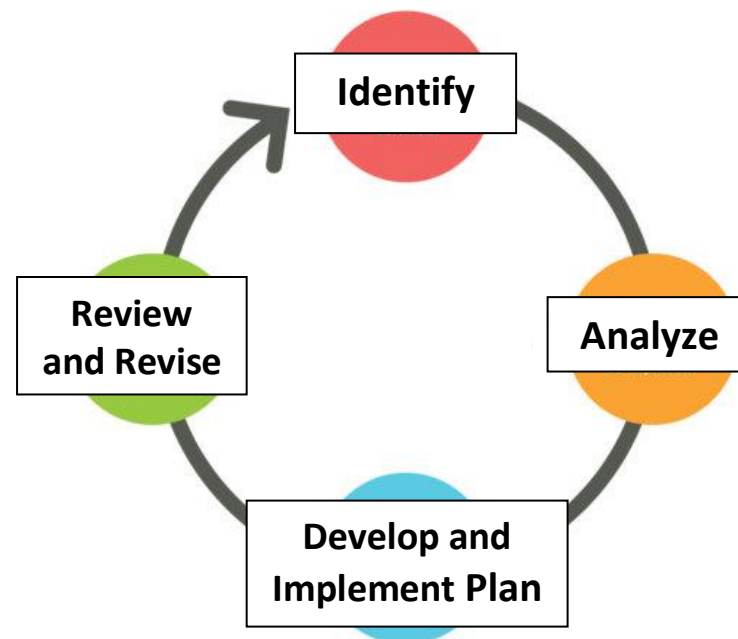 Identify
Analyze
Develop and
Implement Plan
Review
and Revise